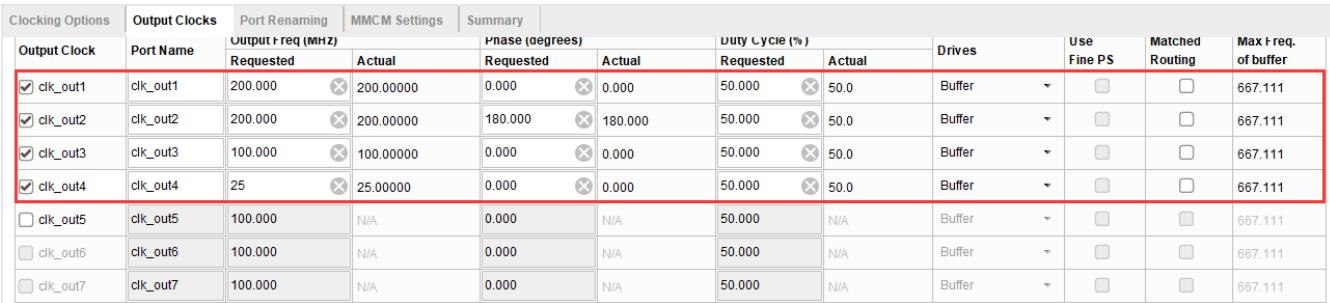 Clocking Options Output Clocks Port Renaming MMCM Settings Summary
Output Clock Port Name Output Freq (MHz) Phase (degrees) Duty Cycle (%) Drives Use Fine PS Matched Routing Max Freq. of buffer
Requested Actual Requested Actual Requested Actual
clk_out1 clk_out1 200.000 200.00000 0.000 0.000 50.000 50.0 Buffer 667.111
clk_out2 clk_out2 200.000 200.00000 180.000 180.000 50.000 50.0 Buffer 667.111
clk_out3 clk_out3 100.000 100.00000 0.000 0.000 50.000 50.0 Buffer 667.111
clk_out4 clk_out4 25 25.00000 0.000 0.000 50.000 50.0 Buffer 667.111
clk_out5 clk_out5 100.000 N/A 0.000 N/A 50.000 N/A Buffer 667.111
clk_out6 clk_out6 100.000 N/A 0.000 N/A 50.000 N/A Buffer 667.111
clk_out7 clk_out7 100.000 N/A 0.000 N/A 50.000 N/A Buffer 667.111